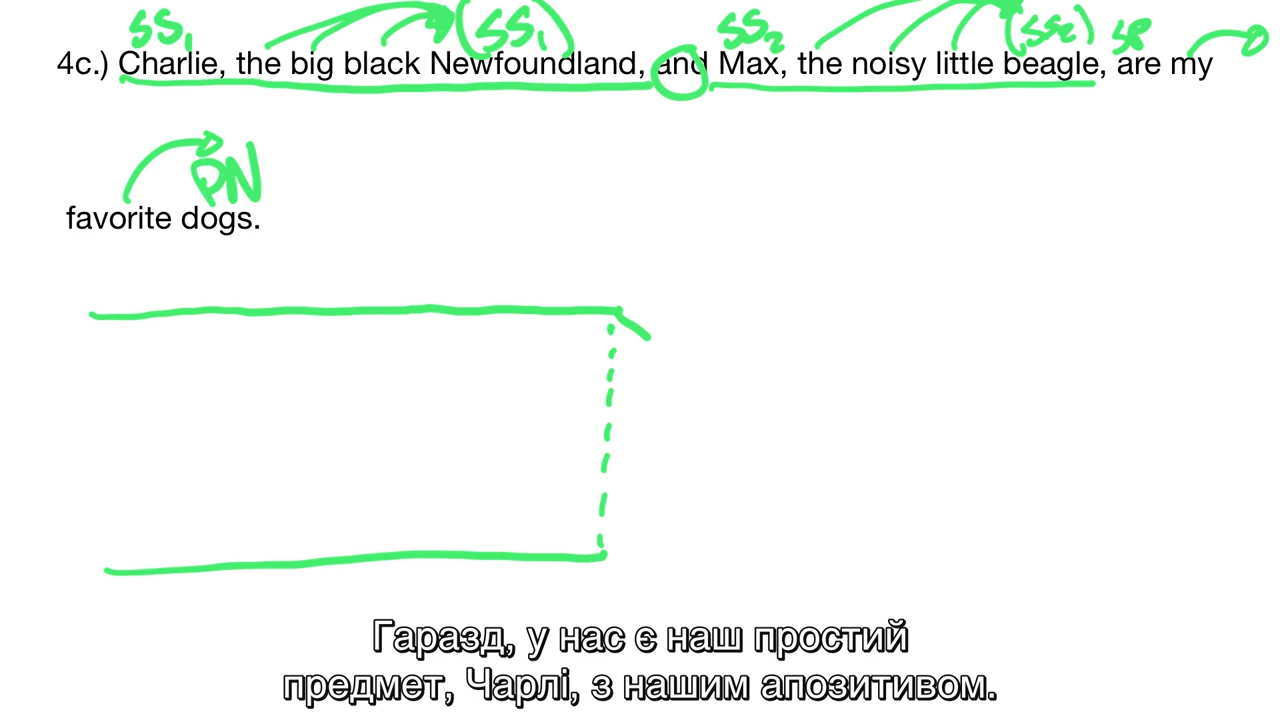 SS₁ (SS₁) SS₂ (SS₂)
4c.) Charlie, the big black Newfoundland, and Max, the noisy little beagle, are my
PN
favorite dogs.
Гаразд, у нас є наш простий
предмет, Чарлі, з нашим апозитивом.